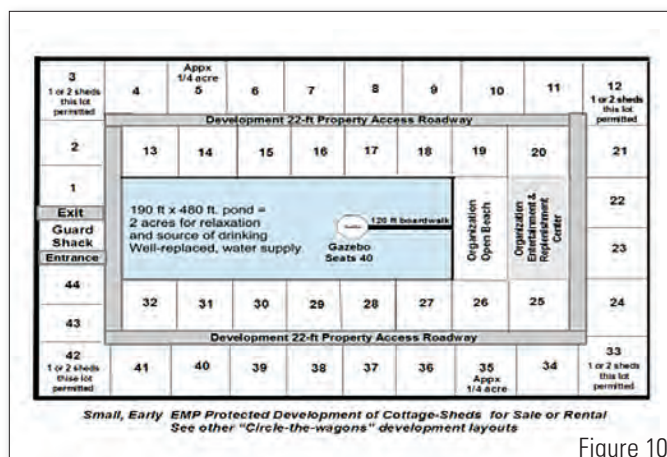 3
1 or 2 sheds
this lot
permitted
4
Appx
1/4 acre
5
6
7
8
9
10
11
12
1 or 2 sheds
this lot
permitted
Development 22-ft Property Access Roadway
2
13
14
15
16
17
18
19
20
21
1
Exit
Guard
Shack
Entrance
190 ft x 480 ft. pond =
2 acres for relaxation
and source of drinking
Well-replaced, water supply.
120 ft boardwalk
Gazebo
Seats 40
Organization
Open Beach
Organization
Entertainment &
Replenishment
Center
22
23
44
43
32
31
30
29
28
27
26
25
24
Development 22-ft Property Access Roadway
42
1 or 2 sheds
thise lot
permitted
41
40
39
38
37
36
35
Appx
1/4 acre
34
33
1 or 2 sheds
this lot
permitted
Small, Early EMP Protected Development of Cottage-Sheds for Sale or Rental
See other "Circle-the-wagons" development layouts
Figure 10